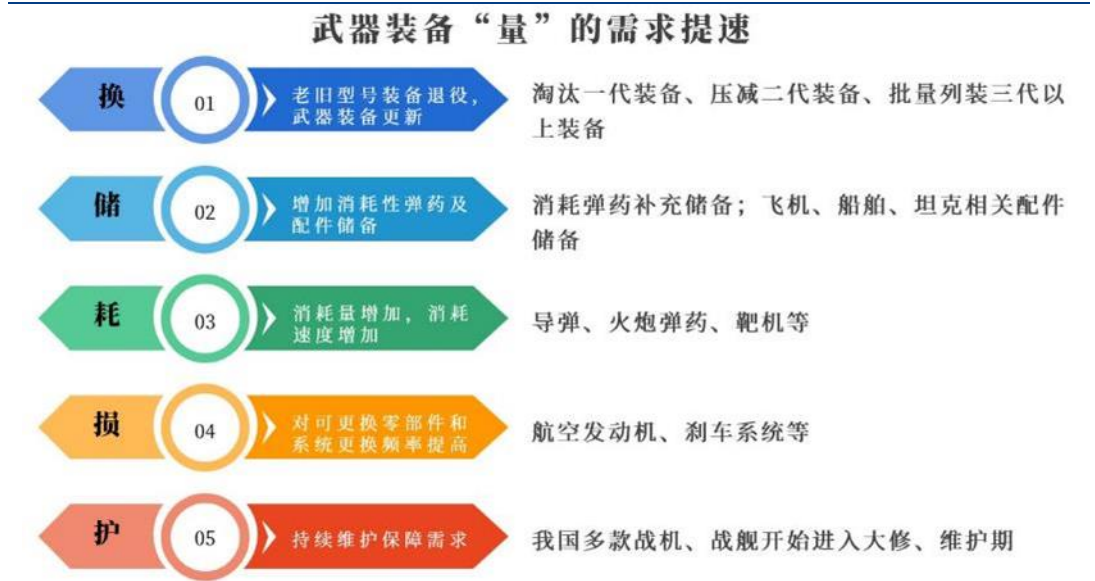 武器装备“量”的需求提速
换
01
老旧型号装备退役，
武器装备更新
淘汰一代装备、压减二代装备、批量列装三代以
上装备
储
02
增加消耗性弹药及
配件储备
消耗弹药补充储备；飞机、船舶、坦克相关配件
储备
耗
03
消耗量增加，消耗
速度增加
导弹、火炮弹药、靶机等
损
04
对可更换零部件和
系统更换频率提高
航空发动机、刹车系统等
护
05
持续维护保障需求
我国多款战机、战舰开始进入大修、维护期